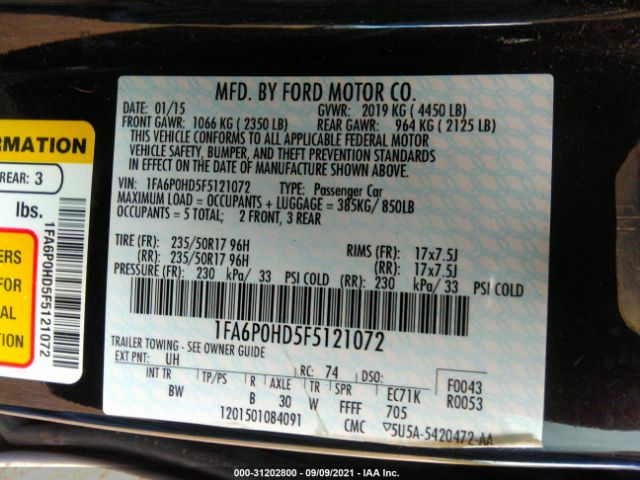 MFD. BY FORD MOTOR CO.
DATE: 01/15 GVWR: 2019 KG ( 4450 LB)
FRONT GAWR: 1066 KG ( 2350 LB) REAR GAWR: 964 KG ( 2125 LB)
THIS VEHICLE CONFORMS TO ALL APPLICABLE FEDERAL MOTOR
VEHICLE SAFETY, BUMPER, AND THEFT PREVENTION STANDARDS
IN EFFECT ON THE DATE OF MANUFACTURE SHOWN ABOVE.
VIN: 1FA6P0HD5F5121072 TYPE: Passenger Car
MAXIMUM LOAD = OCCUPANTS + LUGGAGE = 385KG/ 850LB
OCCUPANTS = 5 TOTAL; 2 FRONT, 3 REAR
TIRE (FR): 235/50R17 96H RIMS (FR): 17x7.5J
(RR): 235/50R17 96H (RR): 17x7.5J
PRESSURE (FR): 230 kPa/ 33 PSI COLD (RR): 230 kPa/ 33 PSI COLD
1FA6P0HD5F5121072
TRAILER TOWING - SEE OWNER GUIDE
EXT PNT: UH RC: 74 DSO: F0043
INT TR TP/PS R AXLE TR SPR EC71K R0053
BW B 30 W FFFF 705
1201501084091 CMC ▽5U5A-5420472-AA
ORMATION
REAR: 3
lbs.
1FA6P0HD5F5121072
ERS
FOR
AL
ON
000-31202800 - 09/09/2021 - IAA Inc.